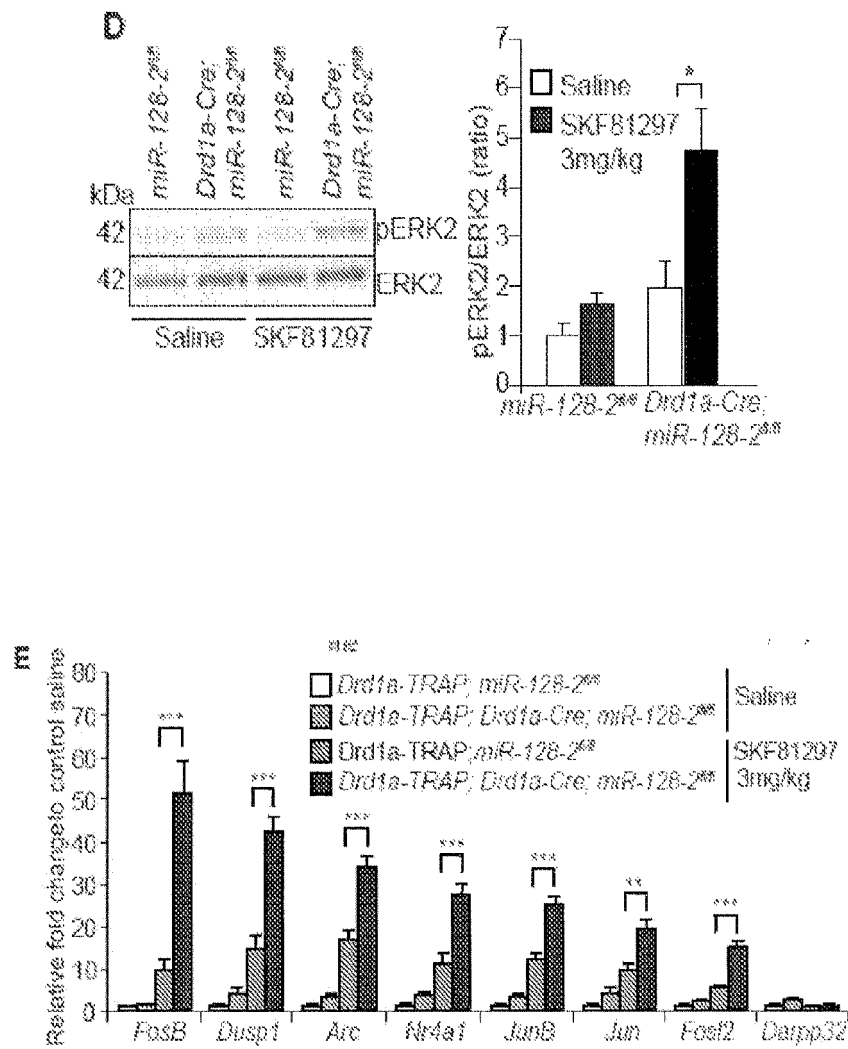 D
miR-128-2fl/fl
Drd1a-Cre;
miR-128-2fl/fl
miR-128-2fl/fl
Drd1a-Cre;
miR-128-2fl/fl
kDa
42
pERK2
42
ERK2
Saline
SKF81297
pERK2/ERK2 (ratio)
7
6
5
4
3
2
1
0
*
Saline
SKF81297
3mg/kg
miR-128-2fl/fl
Drd1a-Cre;
miR-128-2fl/fl
E
Relative fold changeto control saline
80
70
60
50
40
30
20
10
0
Drd1a-TRAP; miR-128-2fl/fl
Drd1a-TRAP; Drd1a-Cre; miR-128-2fl/fl
Saline
Drd1a-TRAP;miR-128-2fl/fl
Drd1a-TRAP; Drd1a-Cre; miR-128-2fl/fl
SKF81297
3mg/kg
***
***
***
***
***
**
***
FosB
Dusp1
Arc
Nr4a1
JunB
Jun
Fosl2
Darpp32